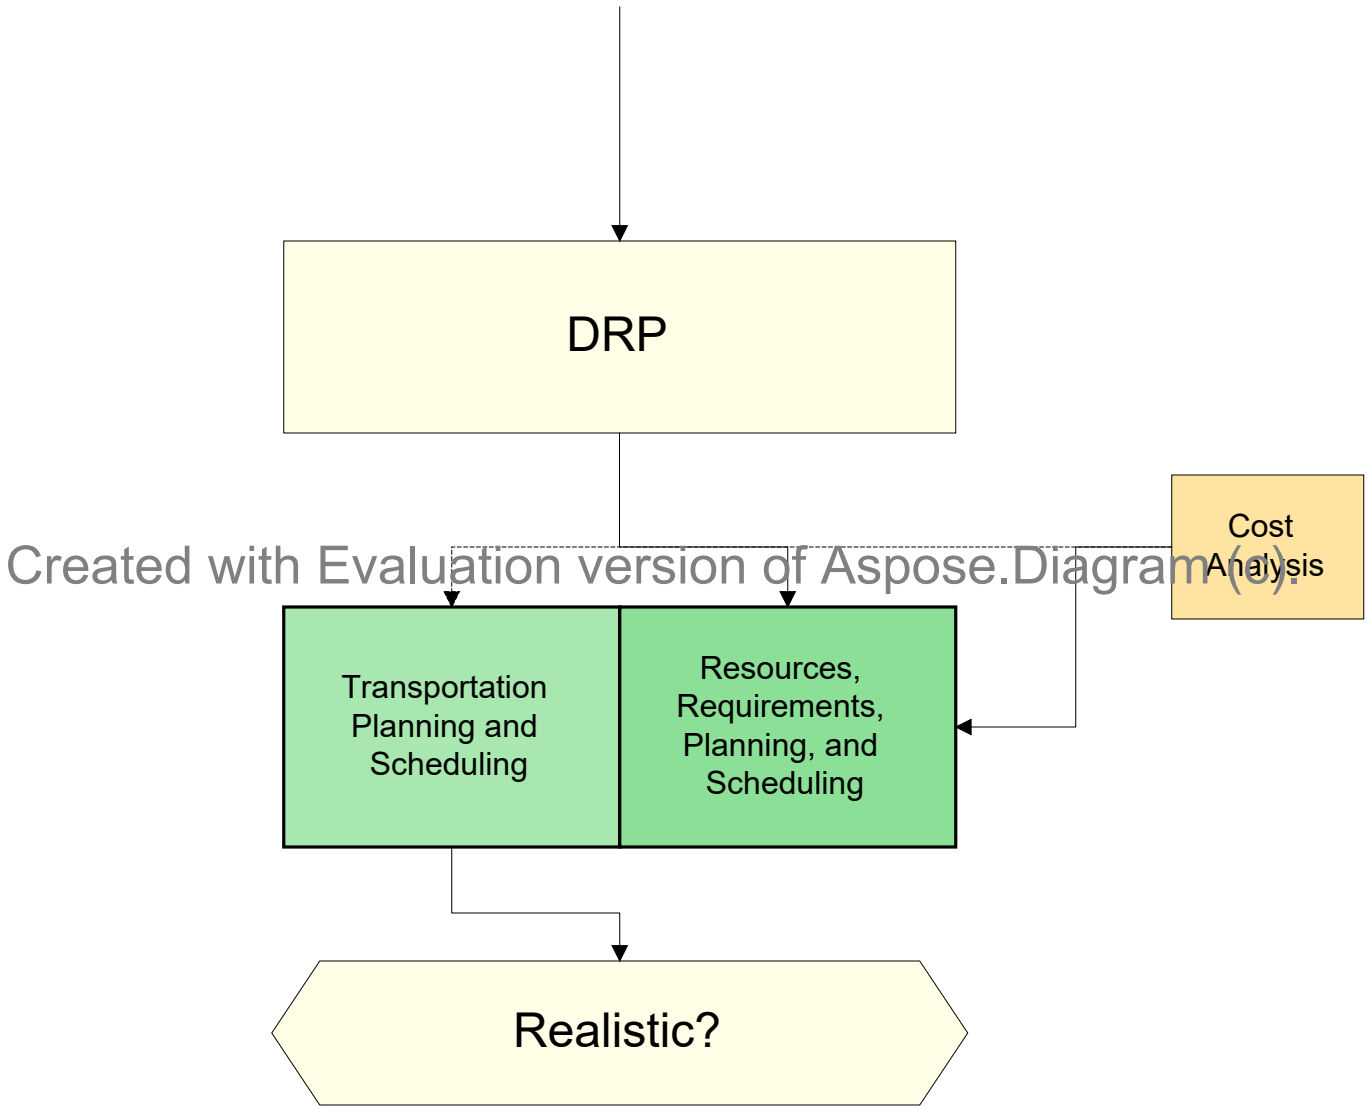 DRP
Cost
Analysis
Created with Evaluation version of Aspose.Diagram (c).
Transportation
Planning and
Scheduling
Resources,
Requirements,
Planning, and
Scheduling
Realistic?